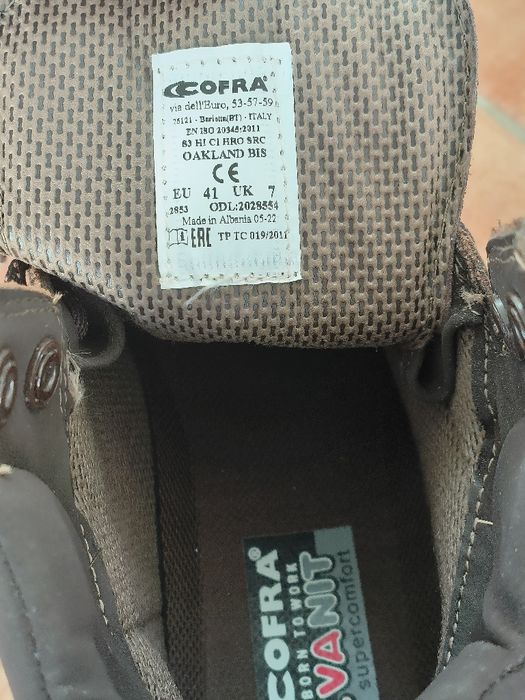 COFRA®
via dell'Euro, 53-57-59
76121 - Barletta(BT) - ITALY
EN ISO 20345:2011
S3 HI CI HRO SRC
OAKLAND BIS
CE
EU 41 UK 7
2853 ODL:2028554
Made in Albania 05-22
i EAC TP TC 019/2011
COFRA®
BORN TO WORK
VANIT
supercomfort